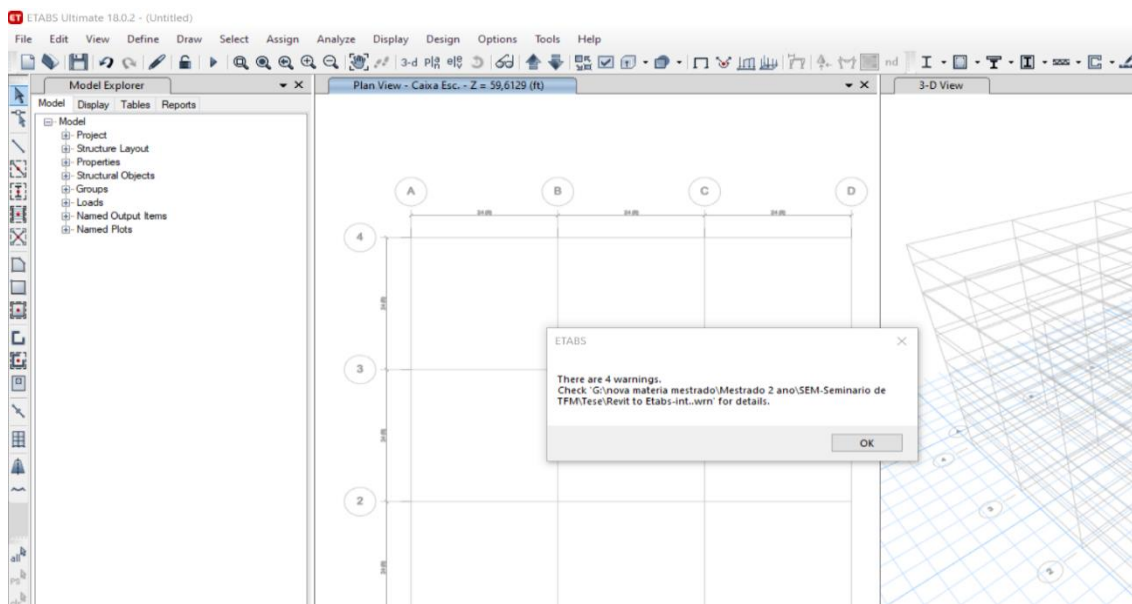 ET ETABS Ultimate 18.0.2 - (Untitled)
File Edit View Define Draw Select Assign Analyze Display Design Options Tools Help
3-d nd
Model Explorer
Plan View - Caixa Esc. - Z = 59,6129 (ft)
3-D View
Model Display Tables Reports
Model
Project
Structure Layout
Properties
Structural Objects
Groups
Loads
Named Output Items
Named Plots
A B C D
4
3
2
ETABS
There are 4 warnings.
Check 'G:\nova materia mestrado\Mestrado 2 ano\SEM-Seminario de
TFM\Tese\Revit to Etabs-int..wrn' for details.
OK
all